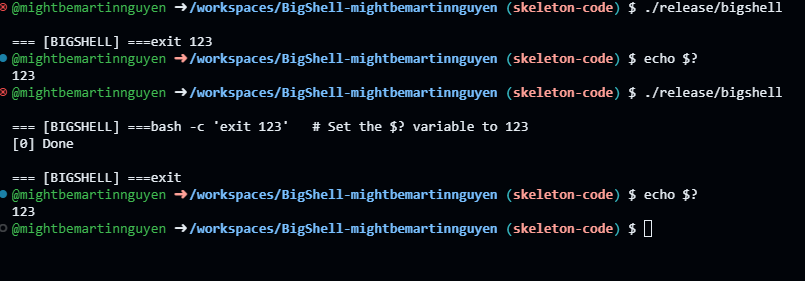 @mightbemartinnguyen ➜/workspaces/BigShell-mightbemartinnguyen (skeleton-code) $ ./release/bigshell
=== [BIGSHELL] ===exit 123
@mightbemartinnguyen ➜/workspaces/BigShell-mightbemartinnguyen (skeleton-code) $ echo $?
123
@mightbemartinnguyen ➜/workspaces/BigShell-mightbemartinnguyen (skeleton-code) $ ./release/bigshell
=== [BIGSHELL] ===bash -c 'exit 123'   # Set the $? variable to 123
[0] Done
=== [BIGSHELL] ===exit
@mightbemartinnguyen ➜/workspaces/BigShell-mightbemartinnguyen (skeleton-code) $ echo $?
123
@mightbemartinnguyen ➜/workspaces/BigShell-mightbemartinnguyen (skeleton-code) $